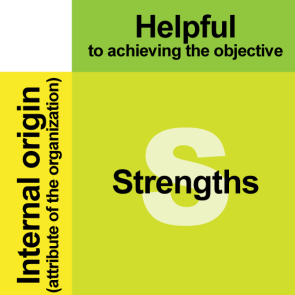 Helpful
to achieving the objective
Internal origin
(attribute of the organization)
S
Strengths